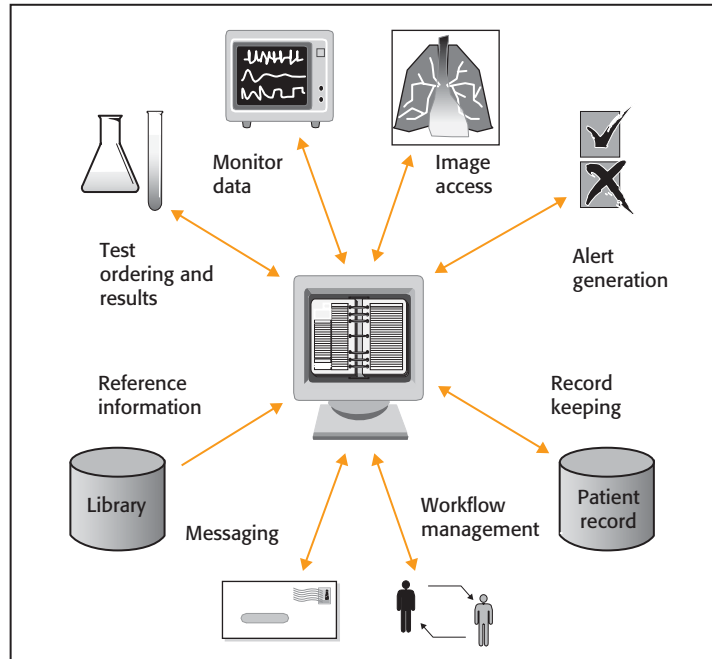 Monitor
data
Image
access
Test
ordering and
results
Alert
generation
Reference
information
Record
keeping
Library
Patient
record
Messaging
Workflow
management